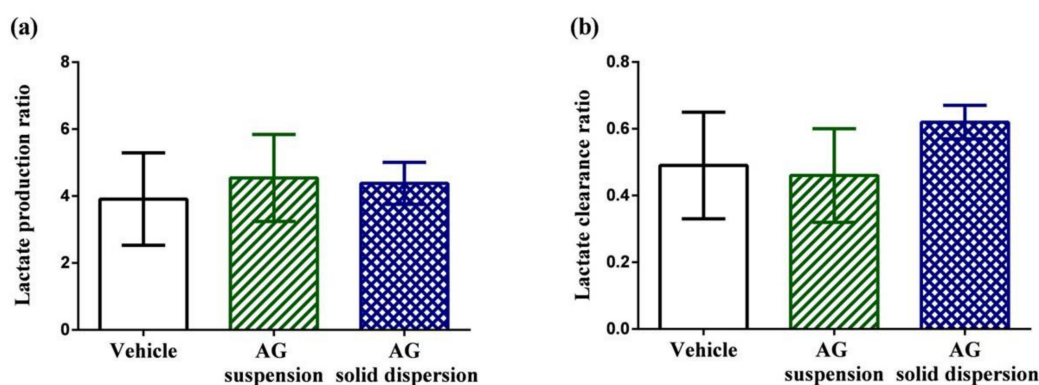 (a)
Lactate production ratio
8
6
4
2
0
Vehicle
AG
suspension
AG
solid dispersion
(b)
Lactate clearance ratio
0.8
0.6
0.4
0.2
0.0
Vehicle
AG
suspension
AG
solid dispersion